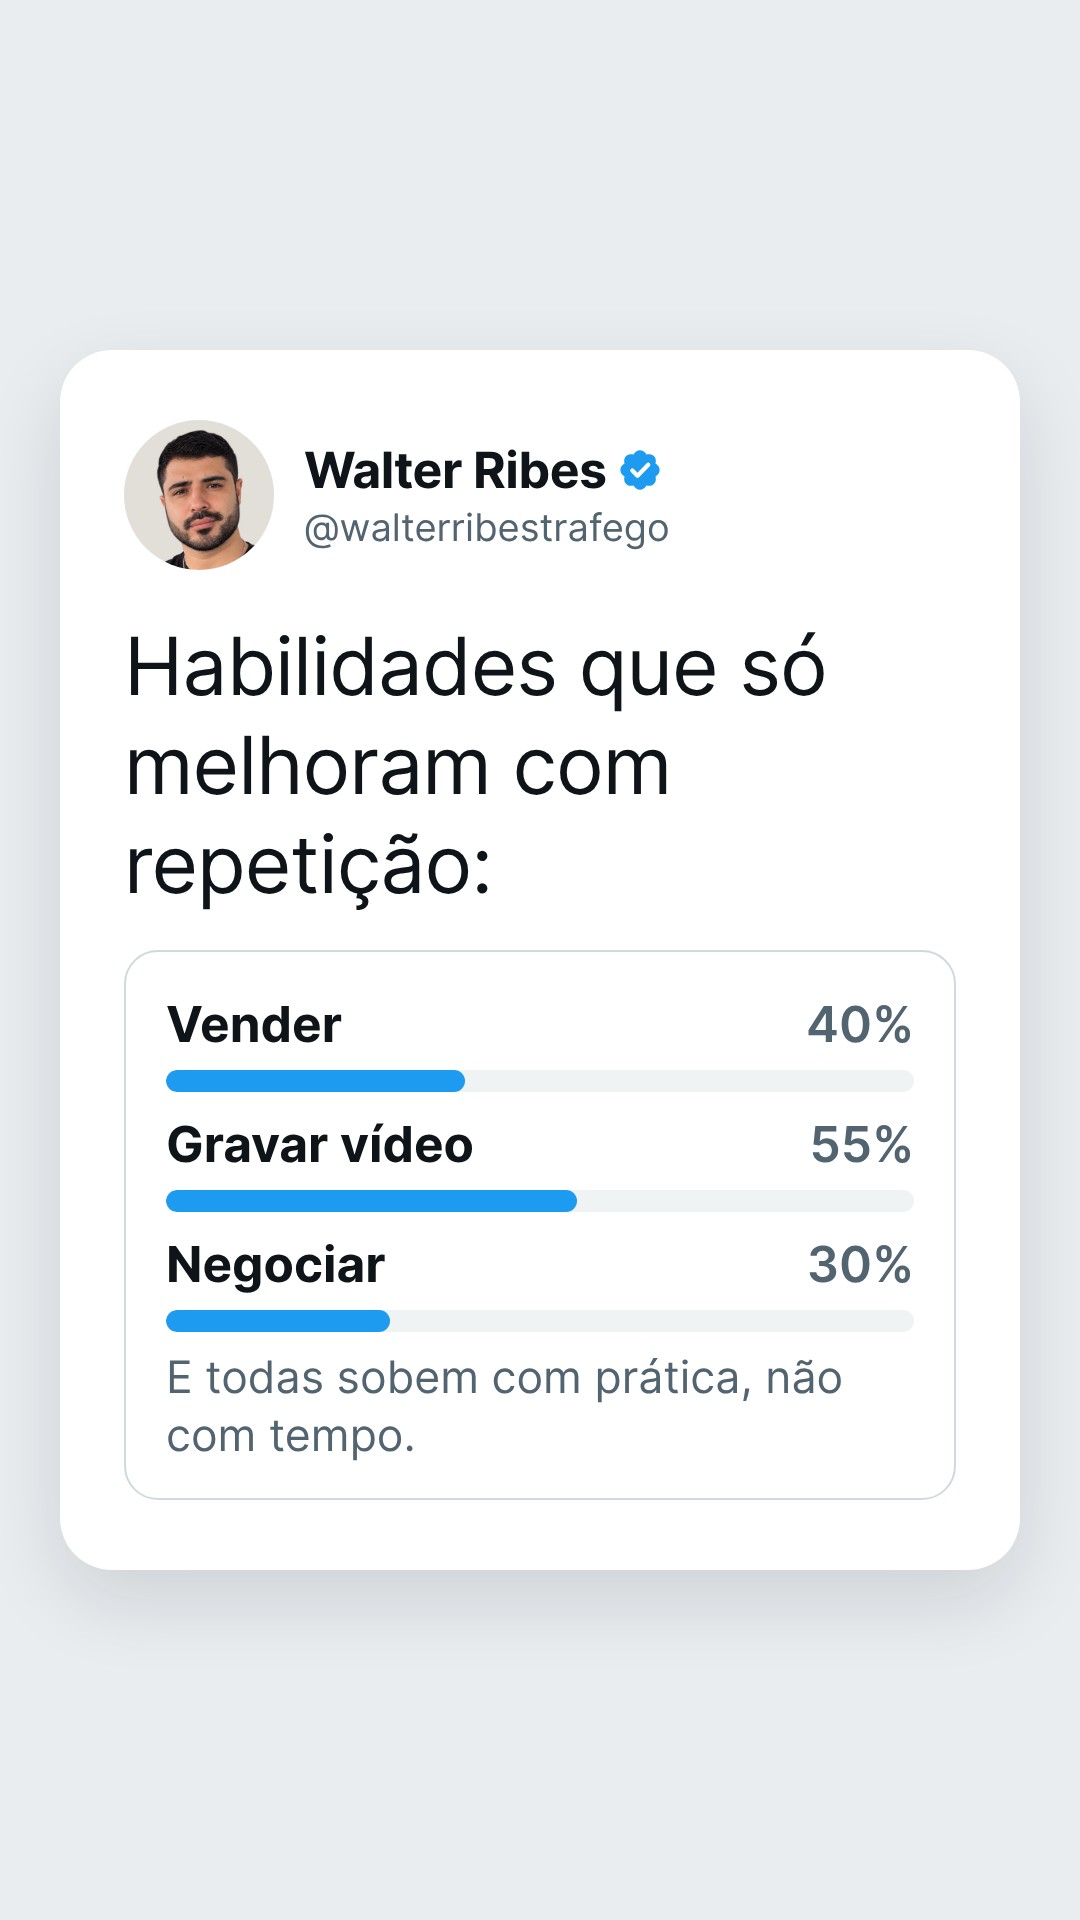 Walter Ribes
@walterribestrafego
Habilidades que só
melhoram com
repetição:
Vender 40%
Gravar vídeo 55%
Negociar 30%
E todas sobem com prática, não
com tempo.